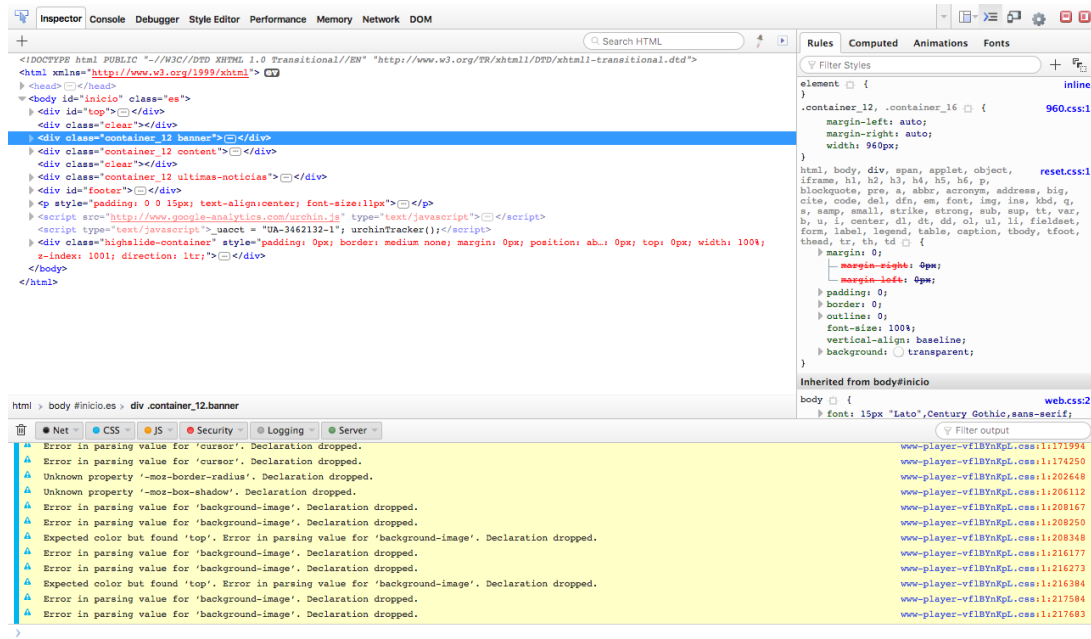 Inspector Console Debugger Style Editor Performance Memory Network DOM
+ Search HTML
<!DOCTYPE html PUBLIC "-//W3C//DTD XHTML 1.0 Transitional//EN" "http://www.w3.org/TR/xhtml1/DTD/xhtml1-transitional.dtd">
<html xmlns="http://www.w3.org/1999/xhtml"> ev
<head></head>
<body id="inicio" class="es">
<div id="top"></div>
<div class="clear"></div>
<div class="container_12 banner"></div>
<div class="container_12 content"></div>
<div class="clear"></div>
<div class="container_12 ultimas-noticias"></div>
<div id="footer"></div>
<p style="padding: 0 0 15px; text-align:center; font-size:11px"></p>
<script src="http://www.google-analytics.com/urchin.js" type="text/javascript"></script>
<script type="text/javascript">_uacct = "UA-3462132-1"; urchinTracker();</script>
<div class="highslide-container" style="padding: 0px; border: medium none; margin: 0px; position: ab…: 0px; top: 0px; width: 100%;
z-index: 1001; direction: ltr;"></div>
</body>
</html>
html > body #inicio.es > div .container_12.banner
Rules Computed Animations Fonts
Filter Styles +
element { inline
}
.container_12, .container_16 { 960.css:1
margin-left: auto;
margin-right: auto;
width: 960px;
}
html, body, div, span, applet, object, reset.css:1
iframe, h1, h2, h3, h4, h5, h6, p,
blockquote, pre, a, abbr, acronym, address, big,
cite, code, del, dfn, em, font, img, ins, kbd, q,
s, samp, small, strike, strong, sub, sup, tt, var,
b, u, i, center, dl, dt, dd, ol, ul, li, fieldset,
form, label, legend, table, caption, tbody, tfoot,
thead, tr, th, td {
margin: 0;
margin-right: 0px;
margin-left: 0px;
padding: 0;
border: 0;
outline: 0;
font-size: 100%;
vertical-align: baseline;
background: transparent;
}
Inherited from body#inicio
body { web.css:2
font: 15px "Lato",Century Gothic,sans-serif;
Net CSS JS Security Logging Server Filter output
Error in parsing value for ‘cursor’. Declaration dropped. www-player-vflBYnKpL.css:1:171994
Error in parsing value for ‘cursor’. Declaration dropped. www-player-vflBYnKpL.css:1:174250
Unknown property ‘-moz-border-radius’. Declaration dropped. www-player-vflBYnKpL.css:1:202648
Unknown property ‘-moz-box-shadow’. Declaration dropped. www-player-vflBYnKpL.css:1:206112
Error in parsing value for ‘background-image’. Declaration dropped. www-player-vflBYnKpL.css:1:208167
Error in parsing value for ‘background-image’. Declaration dropped. www-player-vflBYnKpL.css:1:208250
Expected color but found ‘top’. Error in parsing value for ‘background-image’. Declaration dropped. www-player-vflBYnKpL.css:1:208348
Error in parsing value for ‘background-image’. Declaration dropped. www-player-vflBYnKpL.css:1:216177
Error in parsing value for ‘background-image’. Declaration dropped. www-player-vflBYnKpL.css:1:216273
Expected color but found ‘top’. Error in parsing value for ‘background-image’. Declaration dropped. www-player-vflBYnKpL.css:1:216384
Error in parsing value for ‘background-image’. Declaration dropped. www-player-vflBYnKpL.css:1:217584
Error in parsing value for ‘background-image’. Declaration dropped. www-player-vflBYnKpL.css:1:217683